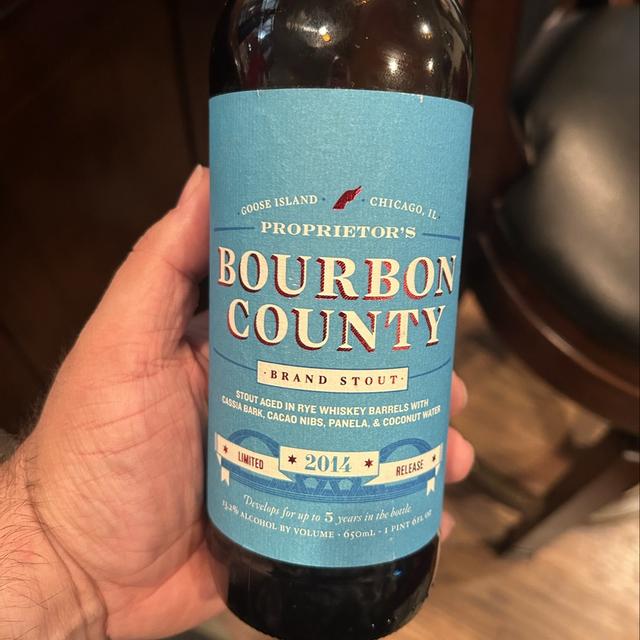 GOOSE ISLAND · CHICAGO, IL
PROPRIETOR'S
BOURBON
COUNTY
· BRAND STOUT ·
STOUT AGED IN RYE WHISKEY BARRELS WITH
CASSIA BARK, CACAO NIBS, PANELA, & COCONUT WATER
LIMITED ★ 2014 ★ RELEASE
Develops for up to 5 years in the bottle
13.2% ALCOHOL BY VOLUME · 650mL · 1 PINT 6 FL OZ